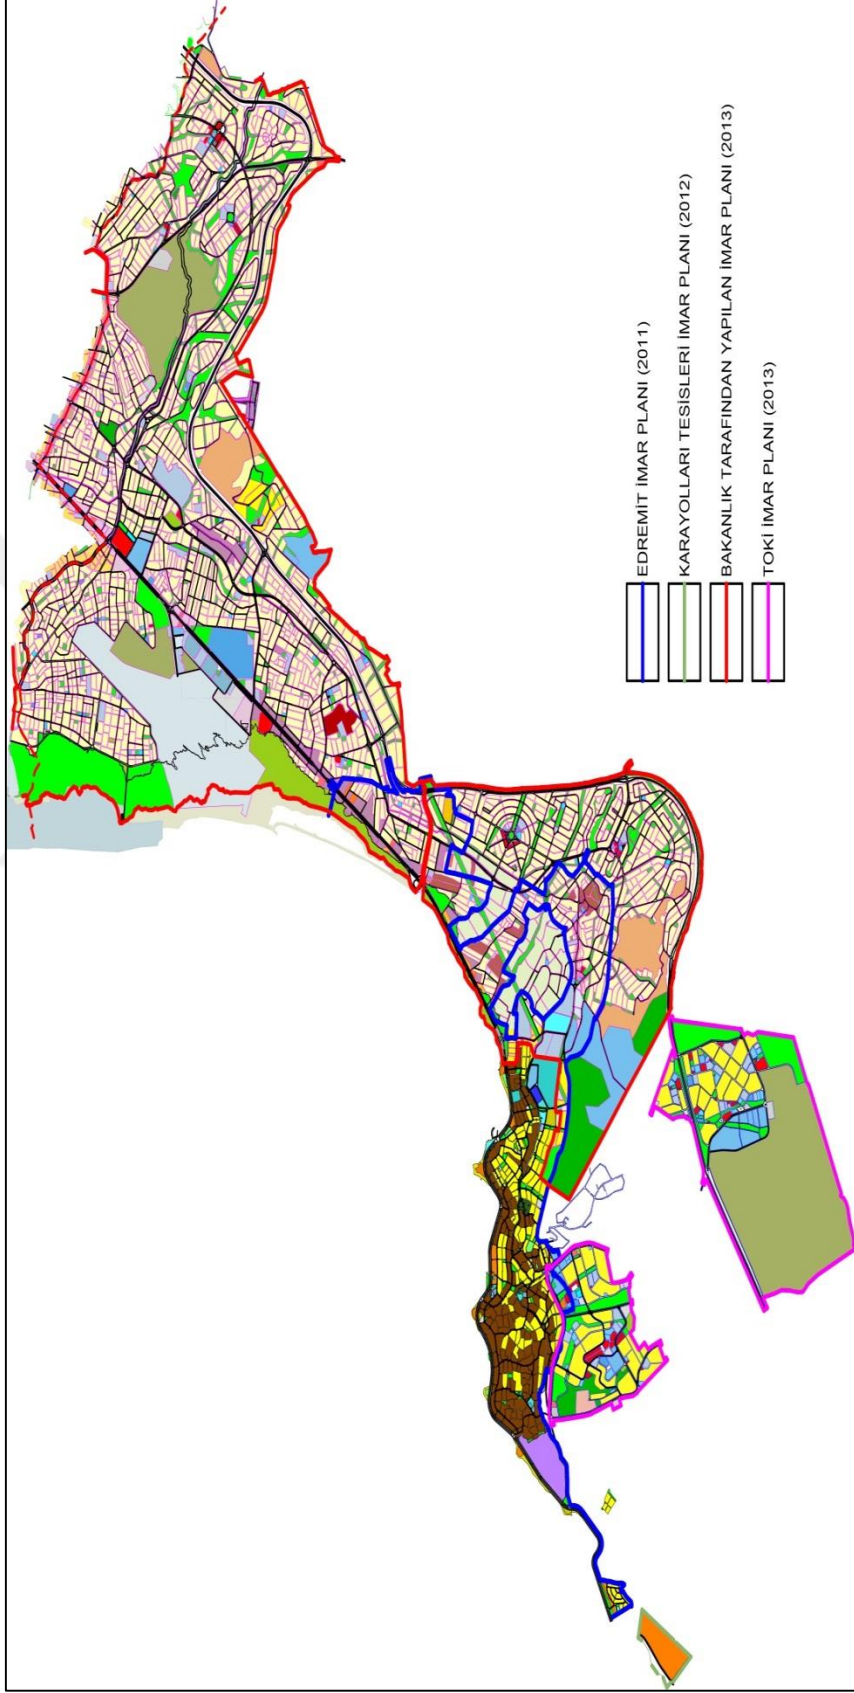 EDREMİT İMAR PLANI (2011)
KARAYOLLARI TESİSLERİ İMAR PLANI (2012)
BAKANLIK TARAFINDAN YAPILAN İMAR PLANI (2013)
TOKİ İMAR PLANI (2013)